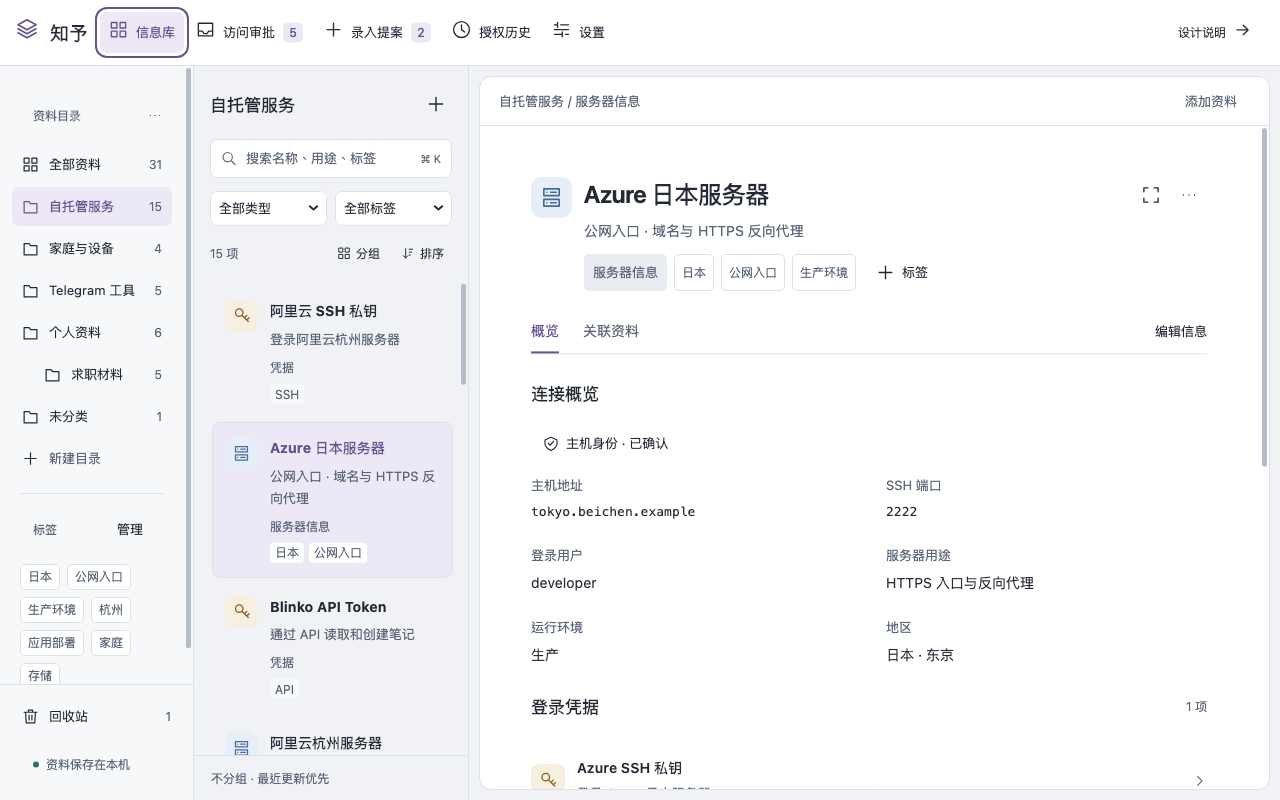 知予
信息库
访问审批 5
录入提案 2
授权历史
设置
设计说明
资料目录 ...
全部资料 31
自托管服务 15
家庭与设备 4
Telegram 工具 5
个人资料 6
求职材料 5
未分类 1
新建目录
标签 管理
日本 公网入口
生产环境 杭州
应用部署 家庭
存储
回收站 1
资料保存在本机
自托管服务
搜索名称、用途、标签 ⌘ K
全部类型 全部标签
15 项 分组 排序
阿里云 SSH 私钥
登录阿里云杭州服务器
凭据
SSH
Azure 日本服务器
公网入口 · 域名与 HTTPS 反
向代理
服务器信息
日本 公网入口
Blinko API Token
通过 API 读取和创建笔记
凭据
API
阿里云杭州服务器
不分组 · 最近更新优先
自托管服务 / 服务器信息 添加资料
Azure 日本服务器 ...
公网入口 · 域名与 HTTPS 反向代理
服务器信息 日本 公网入口 生产环境 标签
概览 关联资料 编辑信息
连接概览
主机身份 · 已确认
主机地址 SSH 端口
tokyo.beichen.example 2222
登录用户 服务器用途
developer HTTPS 入口与反向代理
运行环境 地区
生产 日本 · 东京
登录凭据 1 项
Azure SSH 私钥